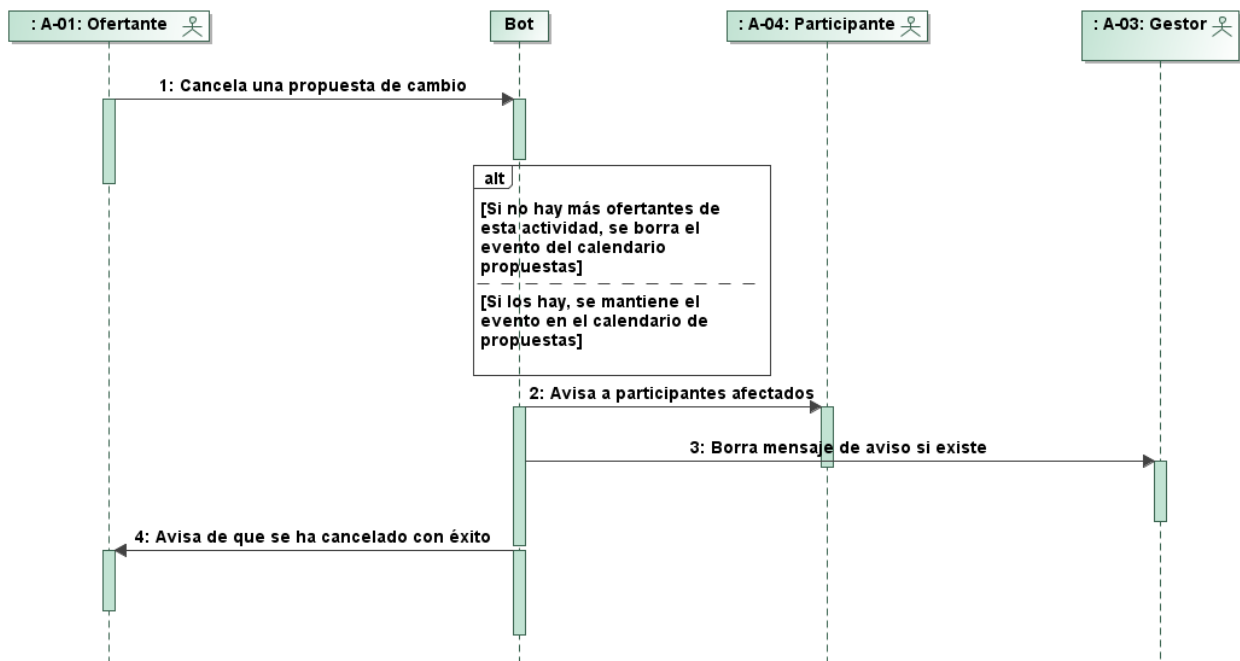 : A-01: Ofertante
Bot
: A-04: Participante
: A-03: Gestor
1: Cancela una propuesta de cambio
alt
[Si no hay más ofertantes de
esta actividad, se borra el
evento del calendario
propuestas]
[Si los hay, se mantiene el
evento en el calendario de
propuestas]
2: Avisa a participantes afectados
3: Borra mensaje de aviso si existe
4: Avisa de que se ha cancelado con éxito